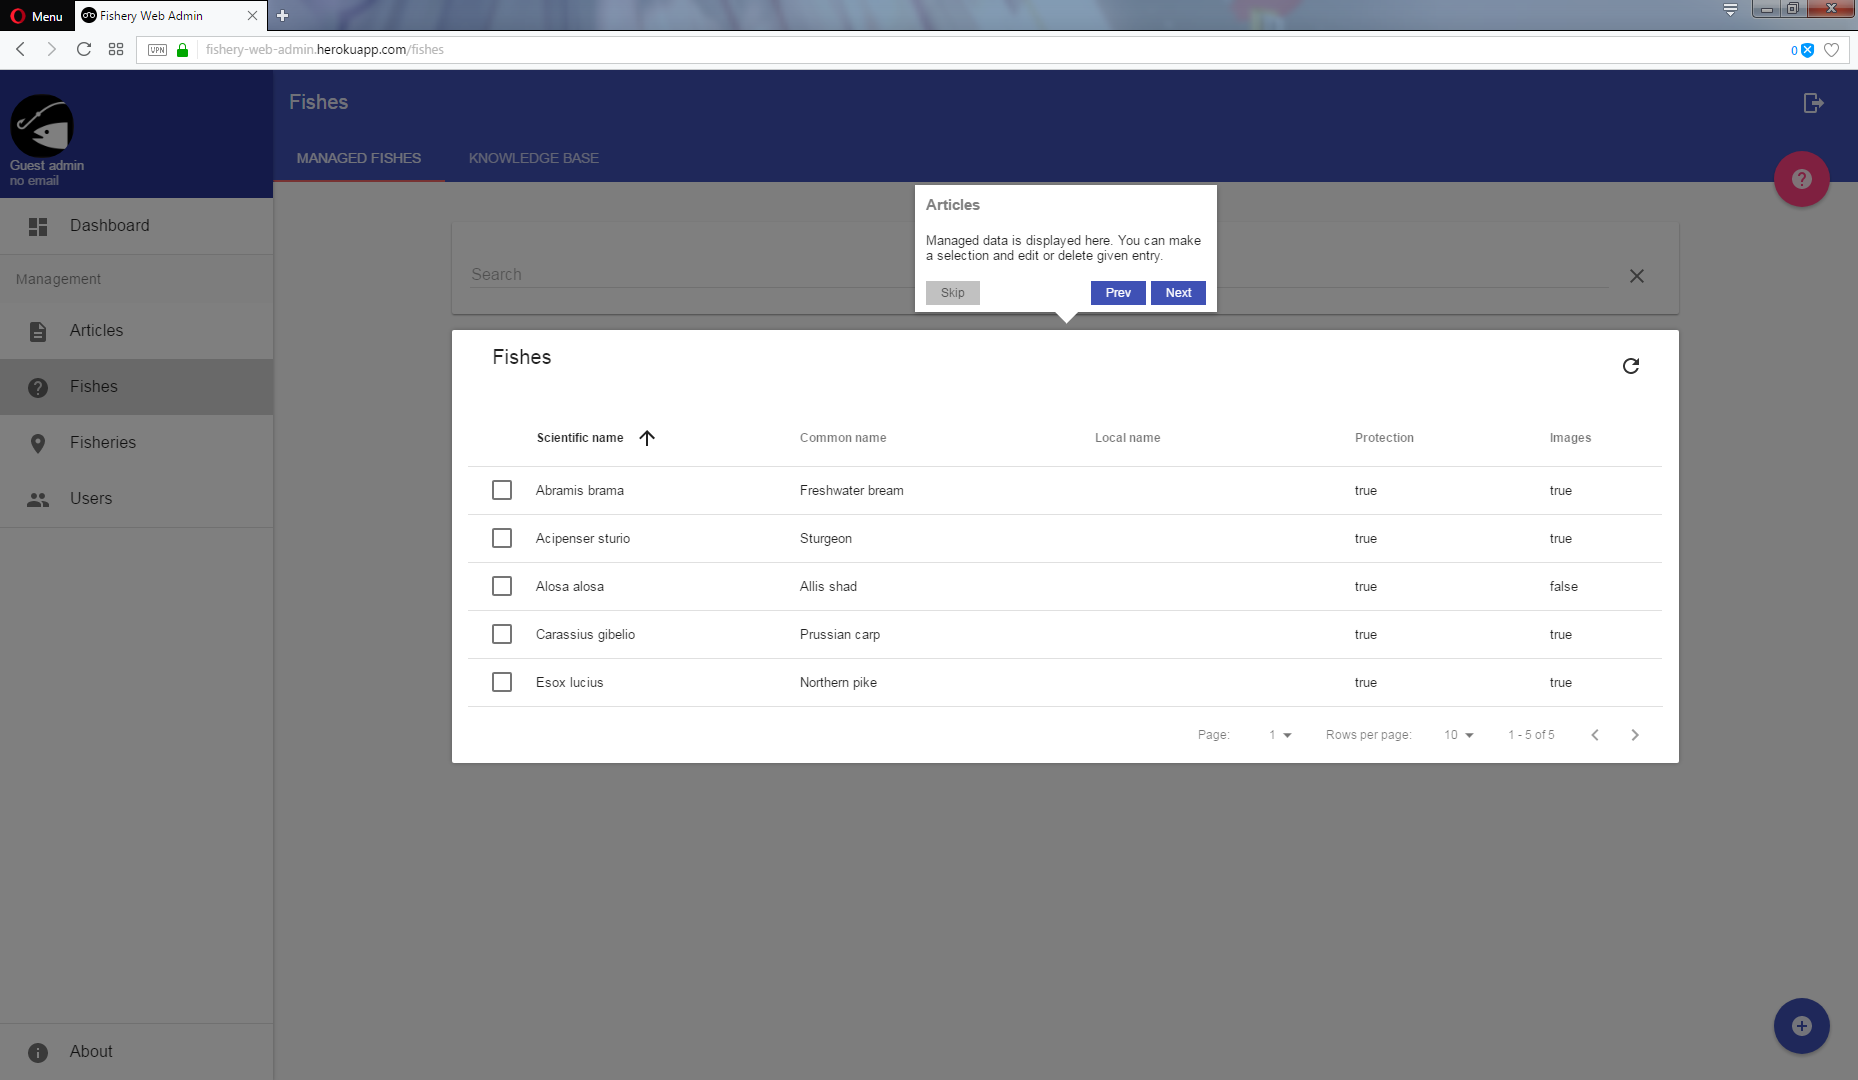 Menu
Fishery Web Admin
VPN
fishery-web-admin.herokuapp.com/fishes
0
Guest admin
no email
Fishes
MANAGED FISHES
KNOWLEDGE BASE
Dashboard
Management
Articles
Fishes
Fisheries
Users
About
Search
Articles
Managed data is displayed here. You can make
a selection and edit or delete given entry.
Skip
Prev
Next
Fishes
Scientific name Common name Local name Protection Images
Abramis brama Freshwater bream true true
Acipenser sturio Sturgeon true true
Alosa alosa Allis shad true false
Carassius gibelio Prussian carp true true
Esox lucius Northern pike true true
Page: 1 Rows per page: 10 1 - 5 of 5